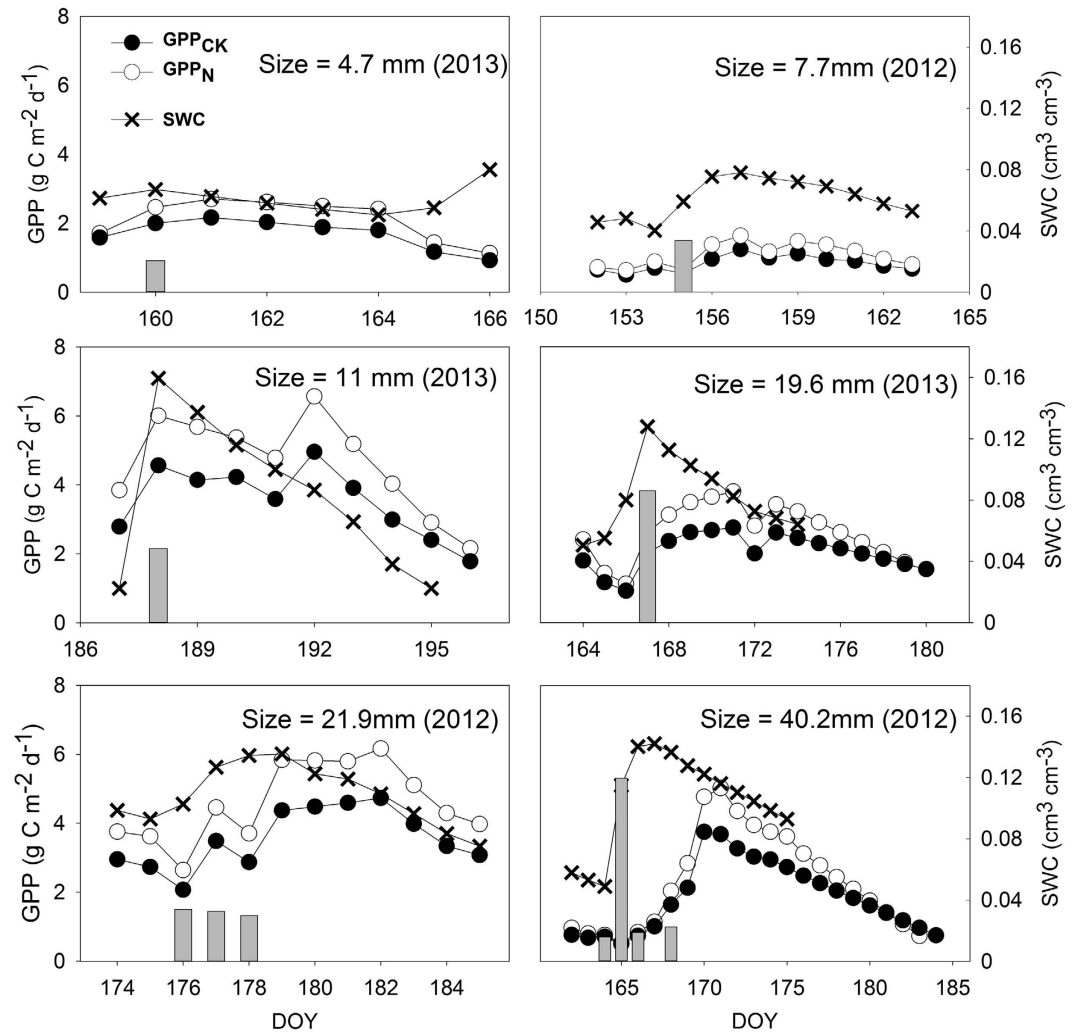 8
6
4
2
0
GPP (g C m-2 d-1)
GPPCK
GPPN
SWC
Size = 4.7 mm (2013)
160 162 164 166
Size = 7.7mm (2012)
0.16
0.12
0.08
0.04
0
SWC (cm3 cm-3)
150 153 156 159 162 165
8
6
4
2
0
GPP (g C m-2 d-1)
Size = 11 mm (2013)
186 189 192 195
Size = 19.6 mm (2013)
0.16
0.12
0.08
0.04
0
SWC (cm3 cm-3)
164 168 172 176 180
8
6
4
2
0
GPP (g C m-2 d-1)
Size = 21.9mm (2012)
174 176 178 180 182 184
DOY
Size = 40.2mm (2012)
0.16
0.12
0.08
0.04
0
SWC (cm3 cm-3)
165 170 175 180 185
DOY